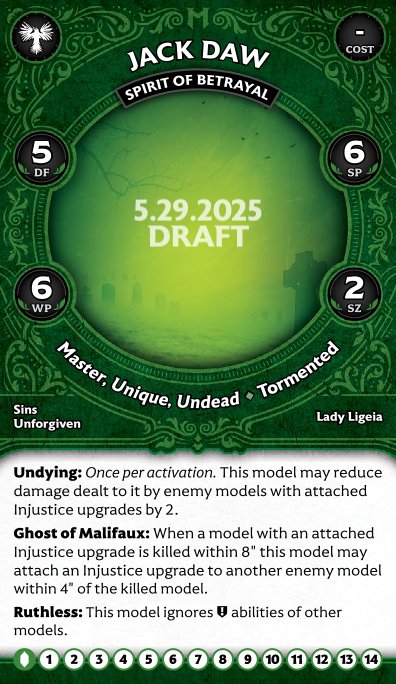 -
COST
JACK DAW
SPIRIT OF BETRAYAL
5
DF
6
SP
5.29.2025
DRAFT
6
WP
2
SZ
Master, Unique, Undead ♦ Tormented
Sins
Unforgiven
Lady Ligeia
Undying: Once per activation. This model may reduce
damage dealt to it by enemy models with attached
Injustice upgrades by 2.
Ghost of Malifaux: When a model with an attached
Injustice upgrade is killed within 8" this model may
attach an Injustice upgrade to another enemy model
within 4" of the killed model.
Ruthless: This model ignores abilities of other
models.
1 2 3 4 5 6 7 8 9 10 11 12 13 14